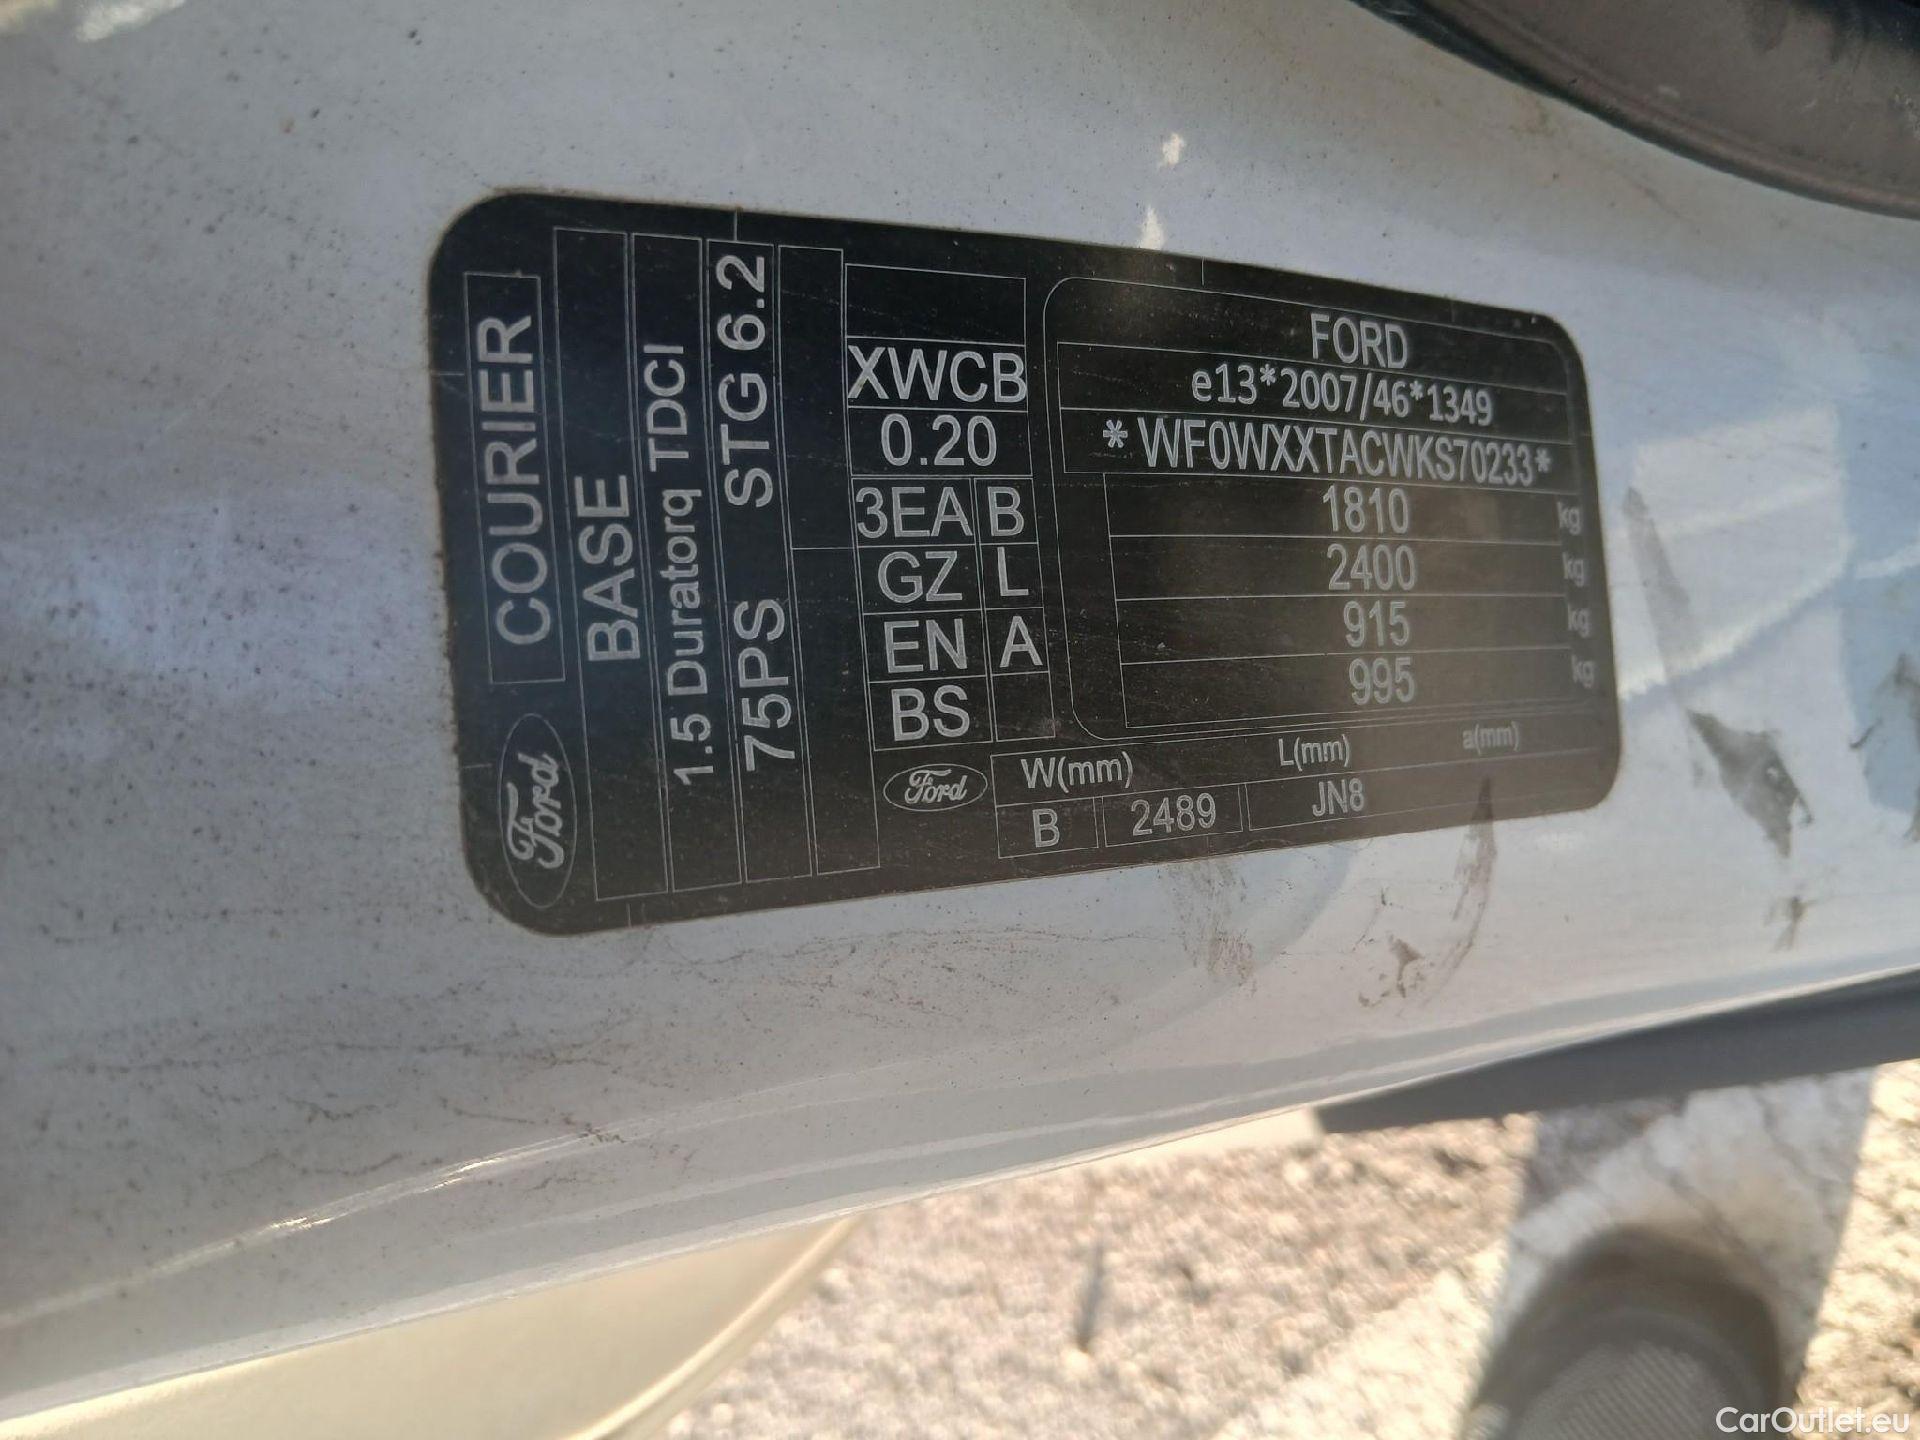 Ford
COURIER
BASE
1.5 Duratorq TDCI
75PS STG 6.2
XWCB
0.20
3EA B
GZ L
EN A
BS
Ford
FORD
e13*2007/46*1349
*WF0WXXTACWKS70233*
1810 kg
2400 kg
915 kg
995 kg
W(mm) L(mm) a(mm)
B 2489 JN8
CarOutlet.eu